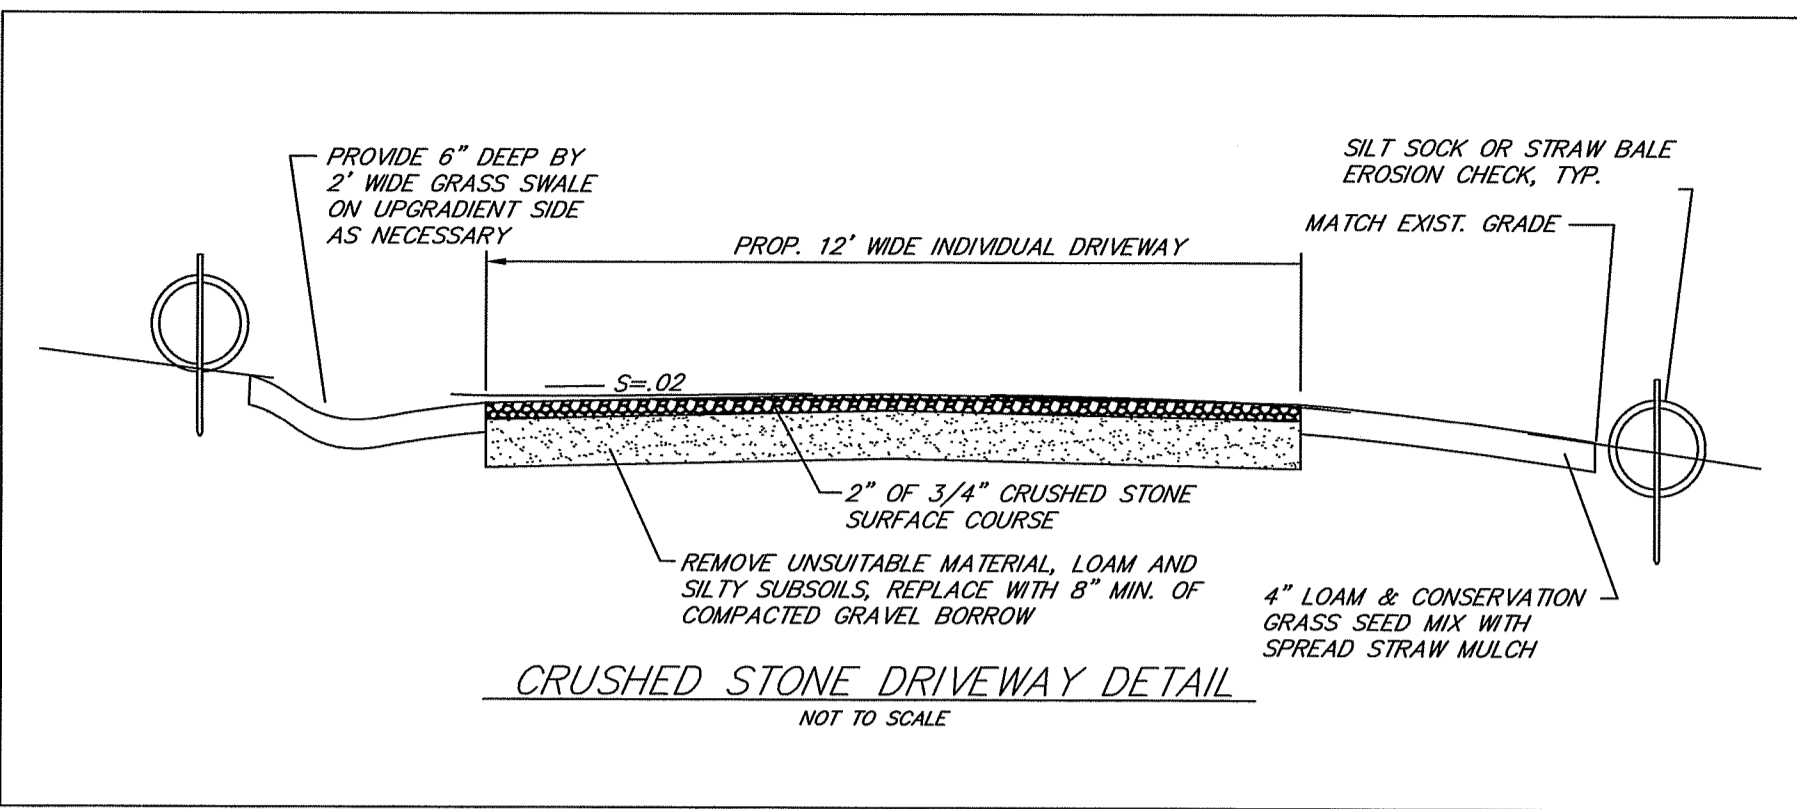 PROVIDE 6" DEEP BY
2' WIDE GRASS SWALE
ON UPGRADIENT SIDE
AS NECESSARY
PROP. 12' WIDE INDIVIDUAL DRIVEWAY
SILT SOCK OR STRAW BALE
EROSION CHECK, TYP.
MATCH EXIST. GRADE
S=.02
2" OF 3/4" CRUSHED STONE
SURFACE COURSE
REMOVE UNSUITABLE MATERIAL, LOAM AND
SILTY SUBSOILS, REPLACE WITH 8" MIN. OF
COMPACTED GRAVEL BORROW
4" LOAM & CONSERVATION
GRASS SEED MIX WITH
SPREAD STRAW MULCH
CRUSHED STONE DRIVEWAY DETAIL
NOT TO SCALE